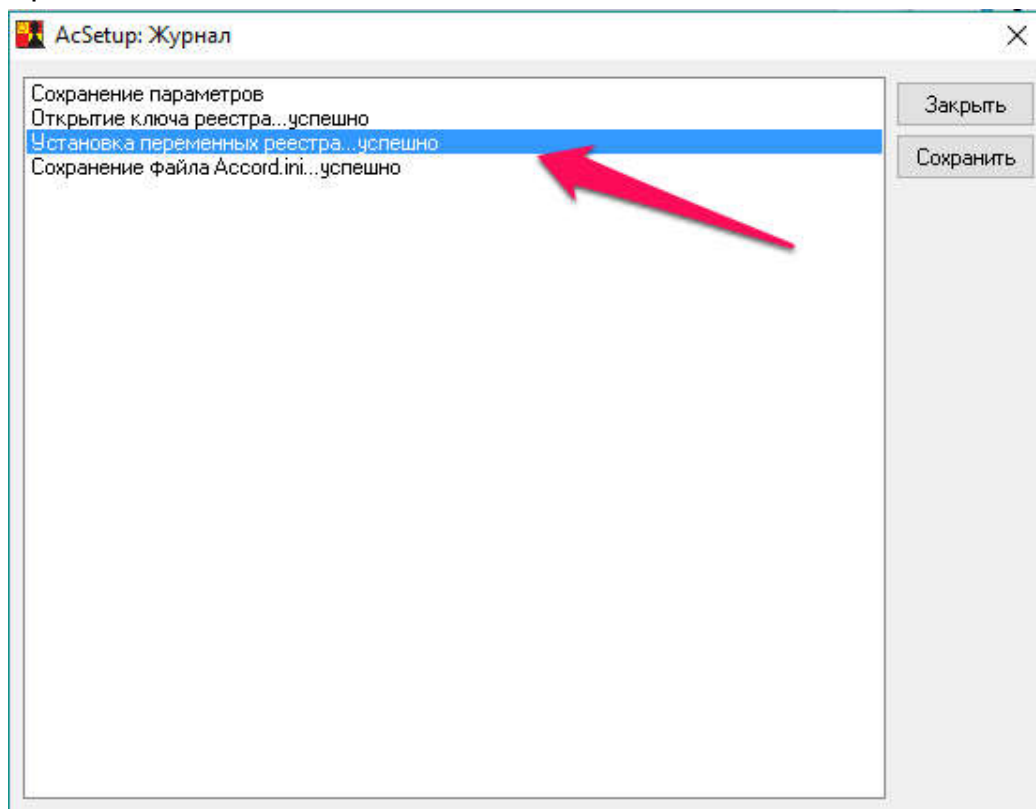 AcSetup: Журнал
Сохранение параметров
Открытие ключа реестра...успешно
Установка переменных реестра...успешно
Сохранение файла Accord.ini...успешно
Закрыть
Сохранить